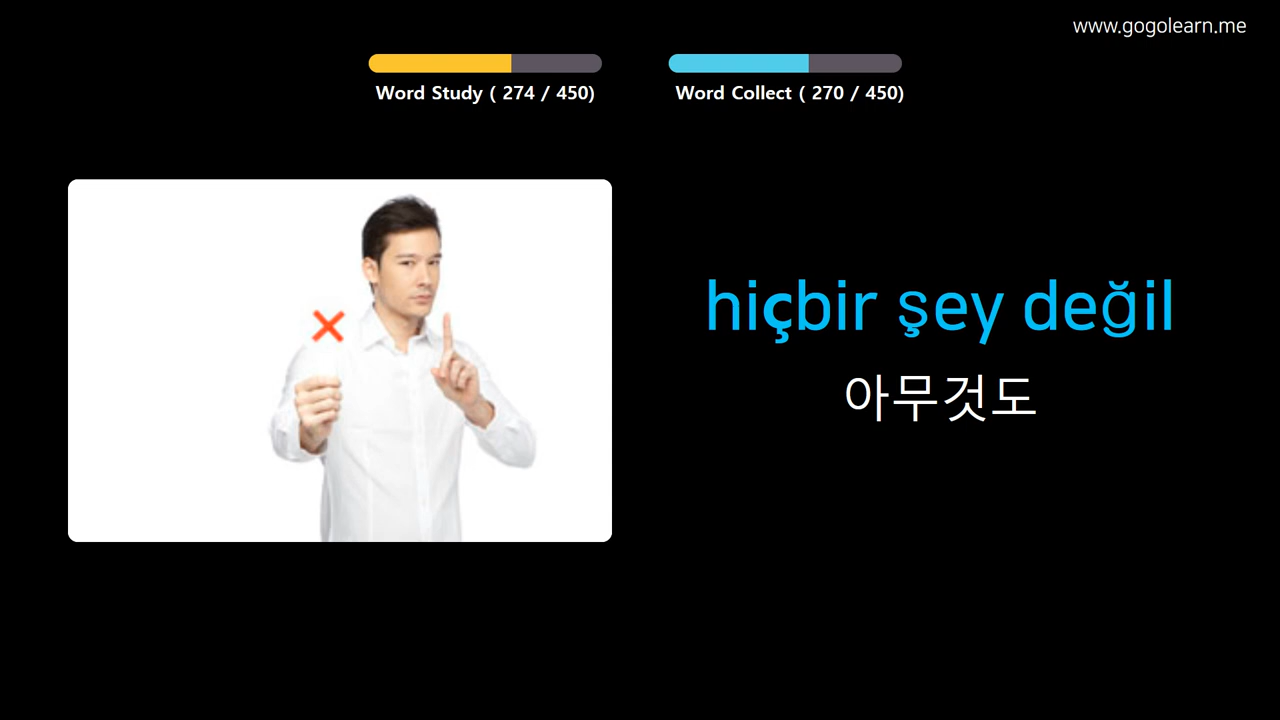 www.gogolearn.me
Word Study ( 274 / 450)
Word Collect ( 270 / 450)
hiçbir şey değil
아무것도